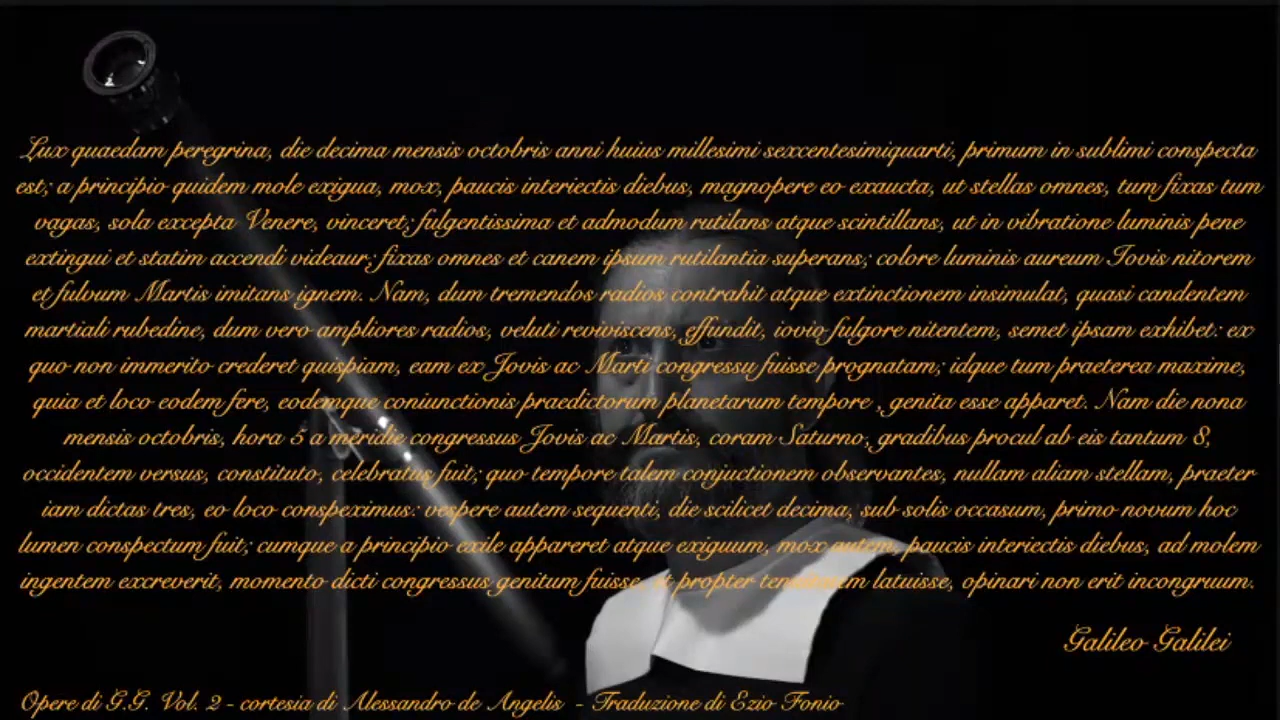 Lux quaedam peregrina, die decima mensis octobris anni huius millesimi sexcentesimiquarti, primum in sublimi conspecta
est; a principio quidem mole exigua, mox, paucis interiectis diebus, magnopere eo exaucta, ut stellas omnes, tum fixas tum
vagas, sola excepta Venere, vinceret; fulgentissima et admodum rutilans atque scintillans, ut in vibratione luminis pene
extingui et statim accendi videatur; fixas omnes et canem ipsum rutilantia superans; colore luminis aureum Iovis nitorem
et fulvum Martis imitans ignem. Nam, dum tremendos radios contrahit atque extinctionem insimulat, quasi candentem
martiali rubedine, dum vero ampliores radios, veluti reviviscens, effundit, iovio fulgore nitentem, semet ipsam exhibet: ex
quo non immerito crederet quispiam, eam ex Jovis ac Marti congressu fuisse prognatam; idque tum praeterea maxime,
quia et loco eodem fere, eodemque coniunctionis praedictorum planetarum tempore , genita esse apparet. Nam die nona
mensis octobris, hora 5 a meridie congressus Jovis ac Martis, coram Saturno, gradibus procul ab eis tantum 8,
occidentem versus, constituto, celebratus fuit; quo tempore talem conjuctionem observantes, nullam aliam stellam, praeter
iam dictas tres, eo loco conspeximus: vespere autem sequenti, die scilicet decima, sub solis occasum, primo novum hoc
lumen conspectum fuit; cumque a principio exile appareret atque exiguum, mox autem, paucis interiectis diebus, ad molem
ingentem excreverit, momento dicti congressus genitum fuisse, et propter latuisse, opinari non erit incongruum.
Galileo Galilei
Opere di G.G. Vol. 2 - cortesia di Alessandro de Angelis - Traduzione di Ezio Fonio